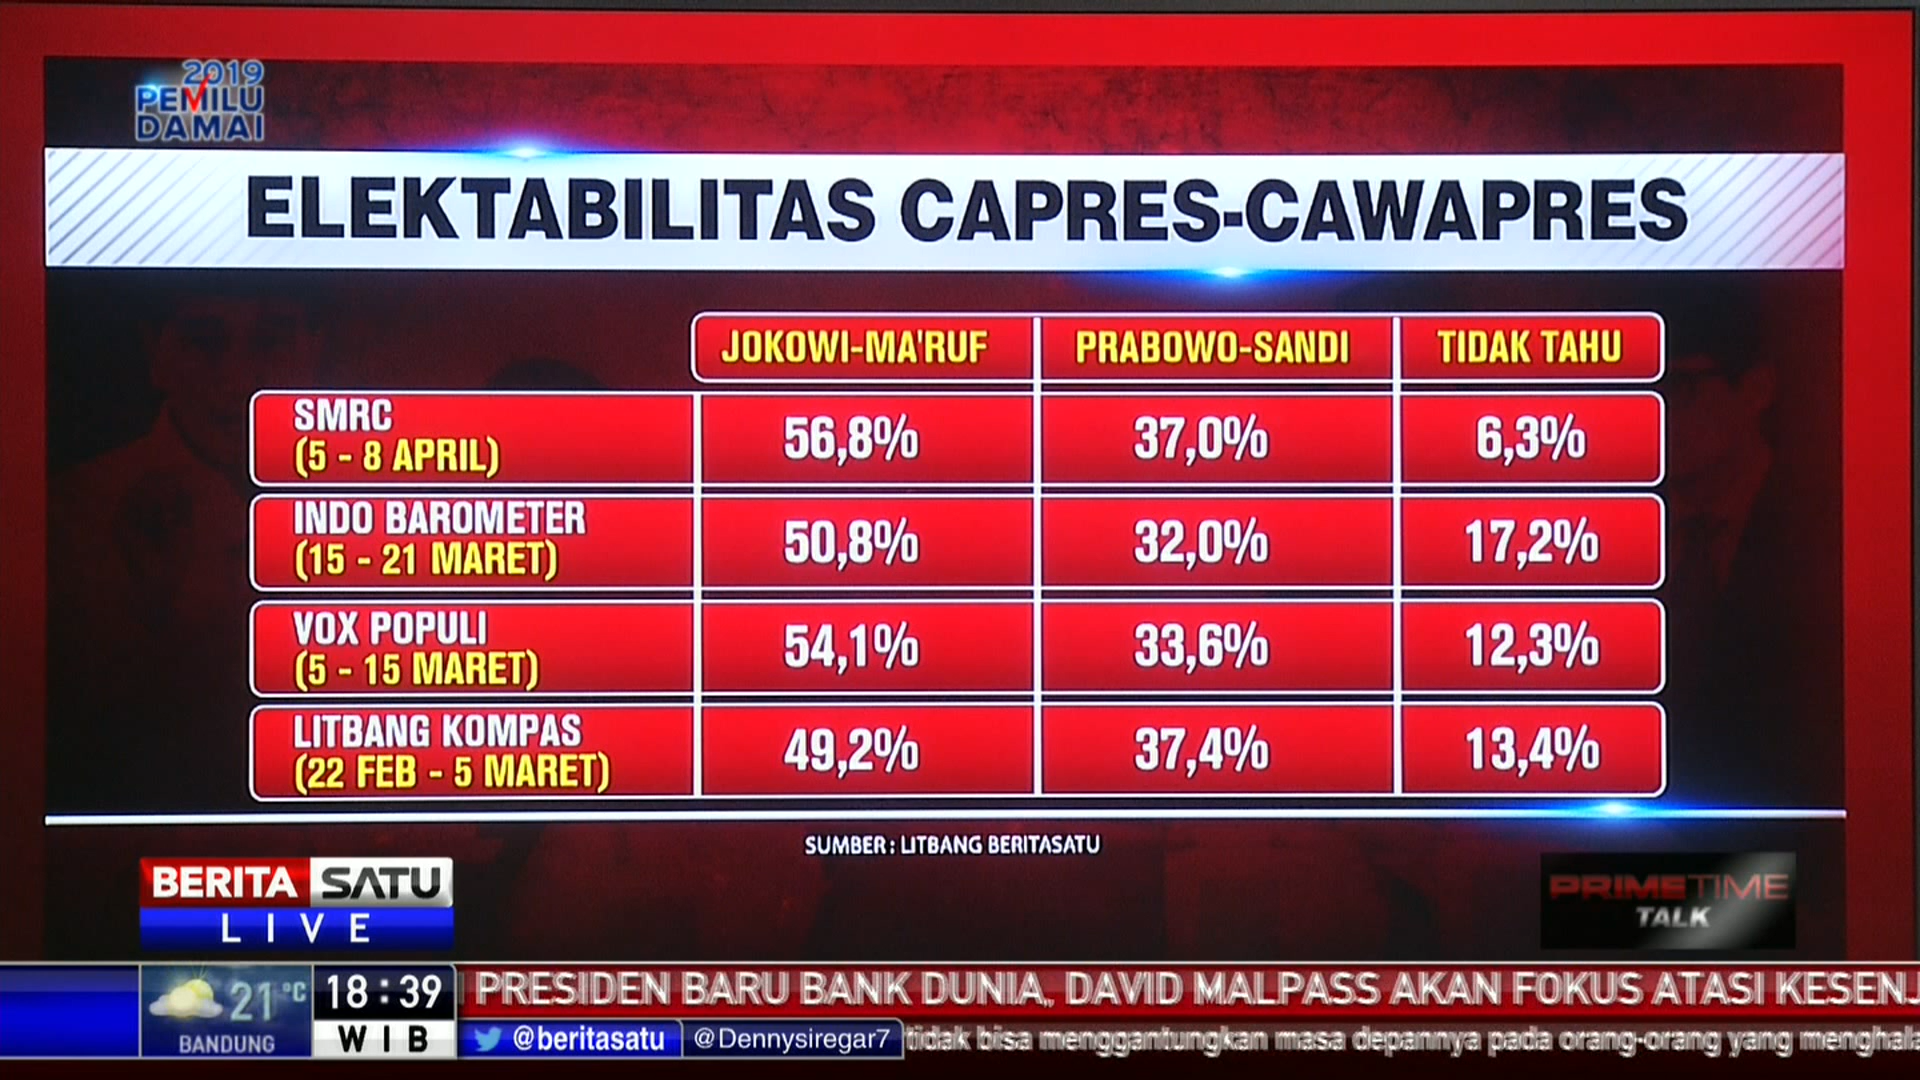 2019
PEMILU
DAMAI
ELEKTABILITAS CAPRES-CAWAPRES
JOKOWI-MA'RUF PRABOWO-SANDI TIDAK TAHU
SMRC
(5 - 8 APRIL)
56,8% 37,0% 6,3%
INDO BAROMETER
(15 - 21 MARET)
50,8% 32,0% 17,2%
VOX POPULI
(5 - 15 MARET)
54,1% 33,6% 12,3%
LITBANG KOMPAS
(22 FEB - 5 MARET)
49,2% 37,4% 13,4%
SUMBER : LITBANG BERITASATU
BERITA SATU
LIVE
PRIMETIME
TALK
21°C
BANDUNG
18:39
WIB
PRESIDEN BARU BANK DUNIA, DAVID MALPASS AKAN FOKUS ATASI KESENJ
@beritasatu @Dennysiregar7 tidak bisa menggantungkan masa depannya pada orang-orang yang menghala